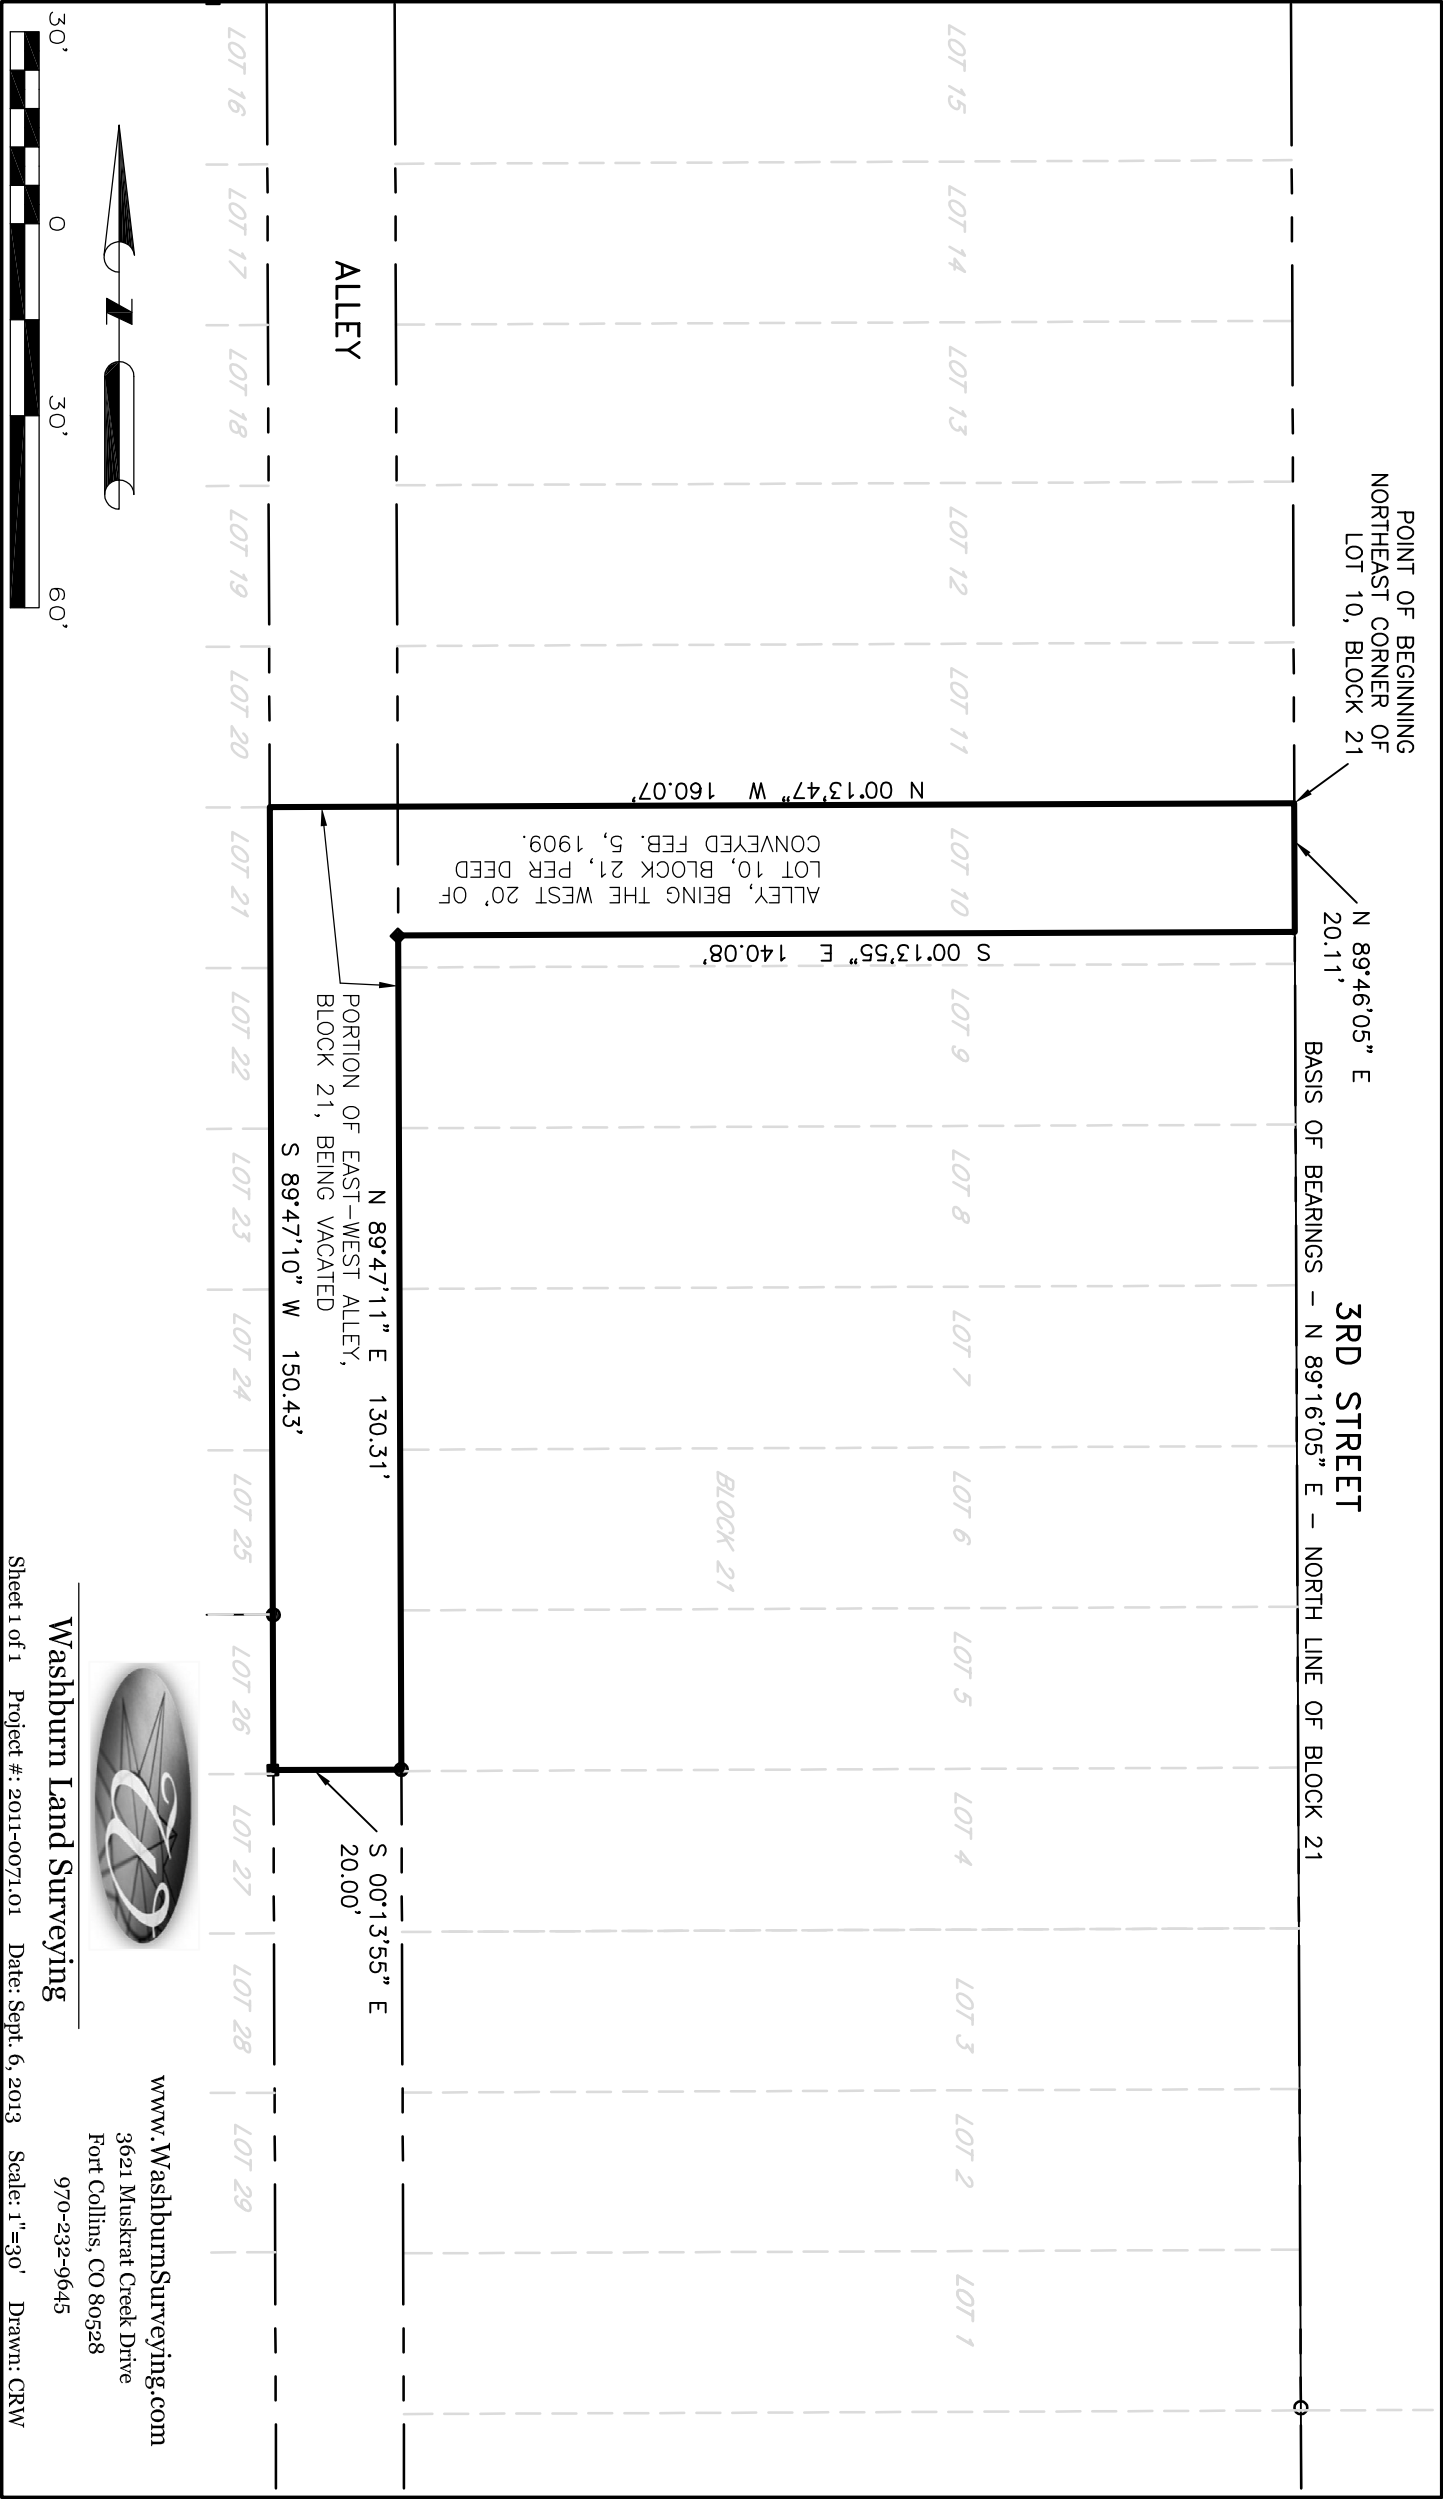 POINT OF BEGINNING
NORTHEAST CORNER OF
LOT 10, BLOCK 21
N 89°46'05" E
20.11'
3RD STREET
BASIS OF BEARINGS – N 89°16'05" E – NORTH LINE OF BLOCK 21
LOT 15
LOT 14
LOT 13
LOT 12
LOT 11
LOT 10
LOT 9
LOT 8
LOT 7
LOT 6
LOT 5
LOT 4
LOT 3
LOT 2
LOT 1
N 00°13'47" W 160.07'
ALLEY, BEING THE WEST 20' OF
LOT 10, BLOCK 21, PER DEED
CONVEYED FEB. 5, 1909.
S 00°13'55" E 140.08'
BLOCK 21
ALLEY
N 89°47'11" E 130.31'
PORTION OF EAST-WEST ALLEY,
BLOCK 21, BEING VACATED
S 89°47'10" W 150.43'
S 00°13'55" E
20.00'
LOT 16
LOT 17
LOT 18
LOT 19
LOT 20
LOT 21
LOT 22
LOT 23
LOT 24
LOT 25
LOT 26
LOT 27
LOT 28
LOT 29
N
30'
0
30'
60'
Washburn Land Surveying
www.WashburnSurveying.com
3621 Muskrat Creek Drive
Fort Collins, CO 80528
970-232-9645
Sheet 1 of 1 Project #: 2011-0071.01 Date: Sept. 6, 2013 Scale: 1"=30' Drawn: CRW